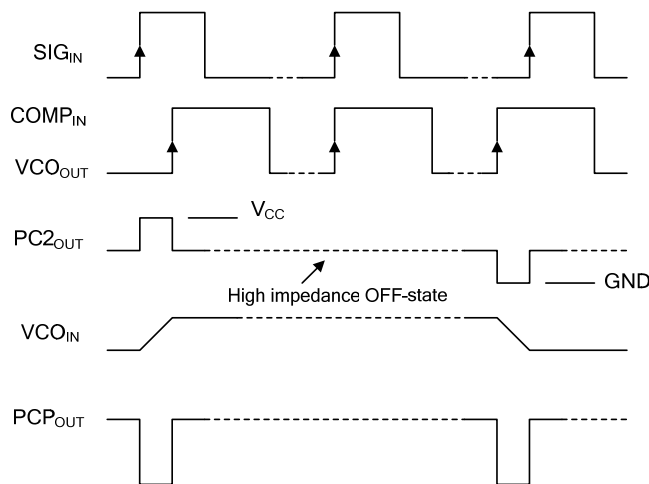 SIG_IN
COMP_IN
VCO_OUT
V_CC
PC2_OUT
GND
High impedance OFF-state
VCO_IN
PCP_OUT